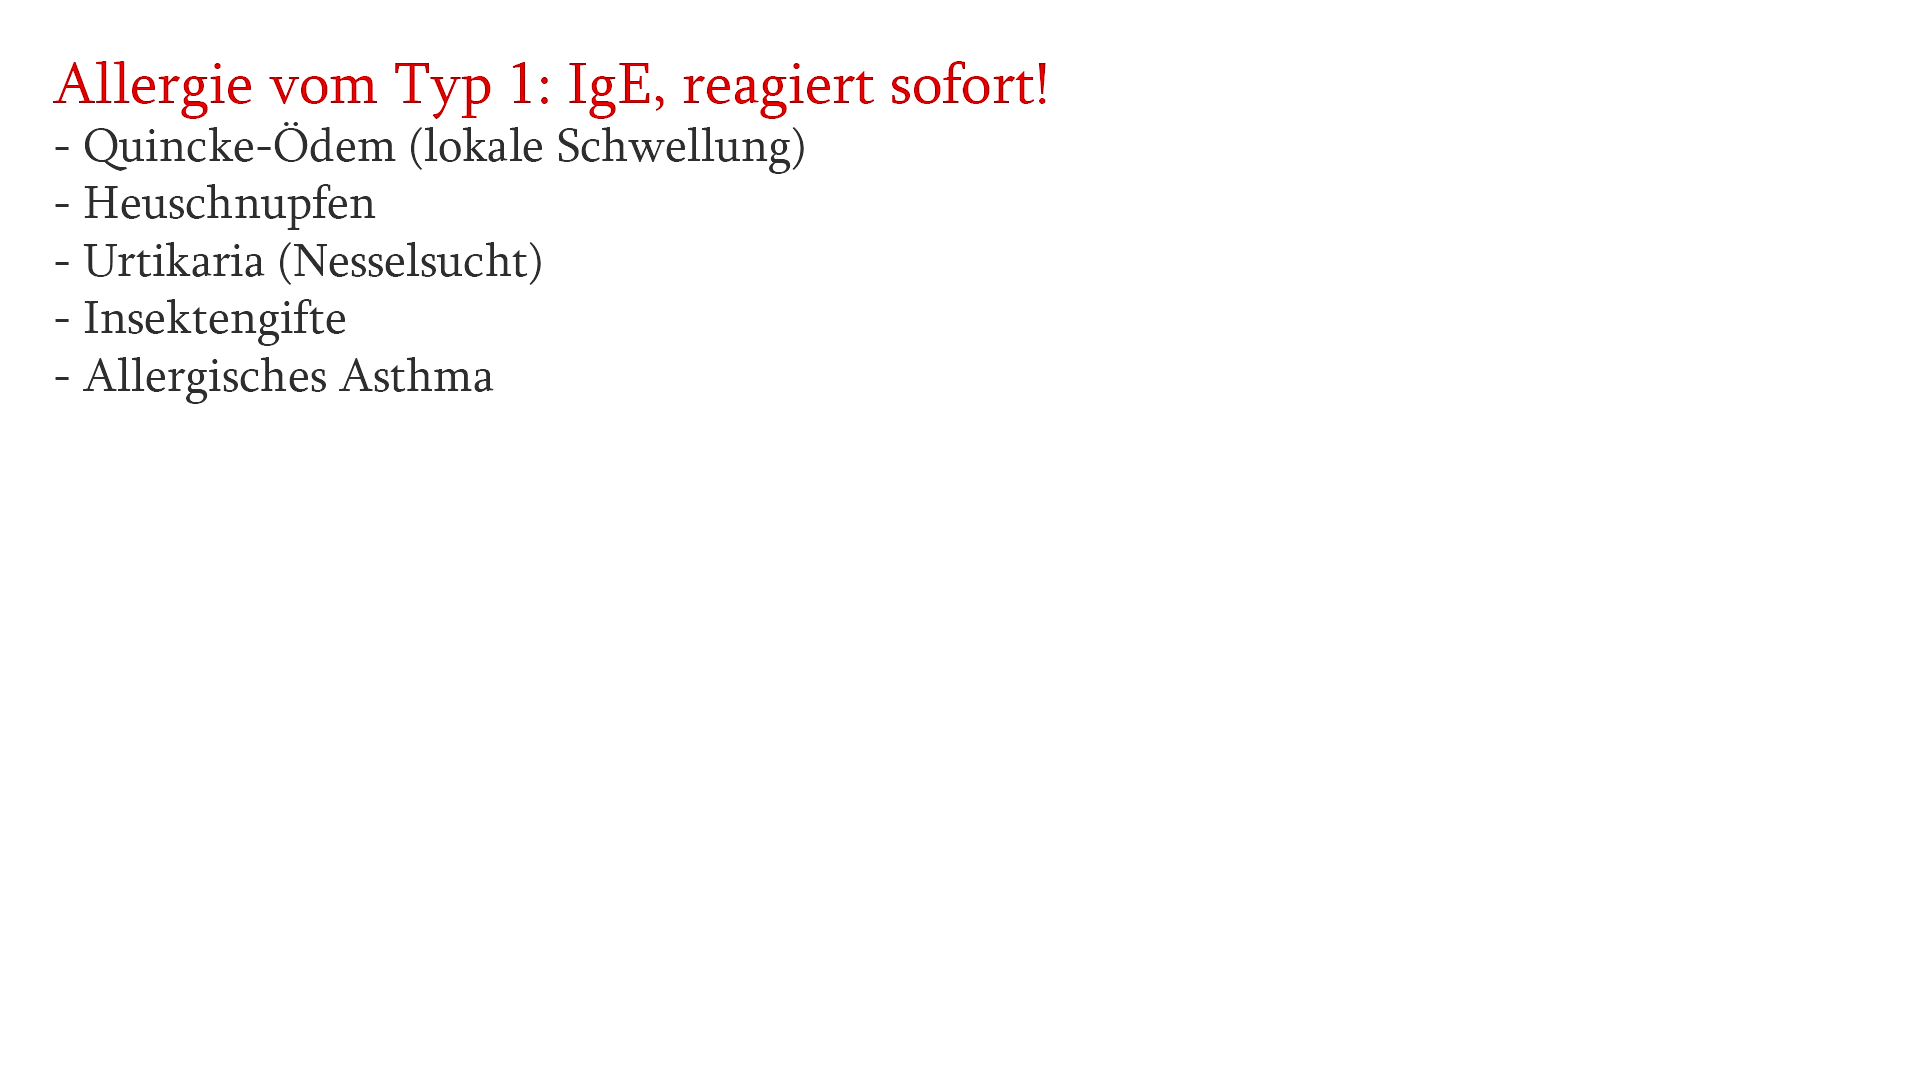 Allergie vom Typ 1: IgE, reagiert sofort!
- Quincke-Ödem (lokale Schwellung)
- Heuschnupfen
- Urtikaria (Nesselsucht)
- Insektengifte
- Allergisches Asthma